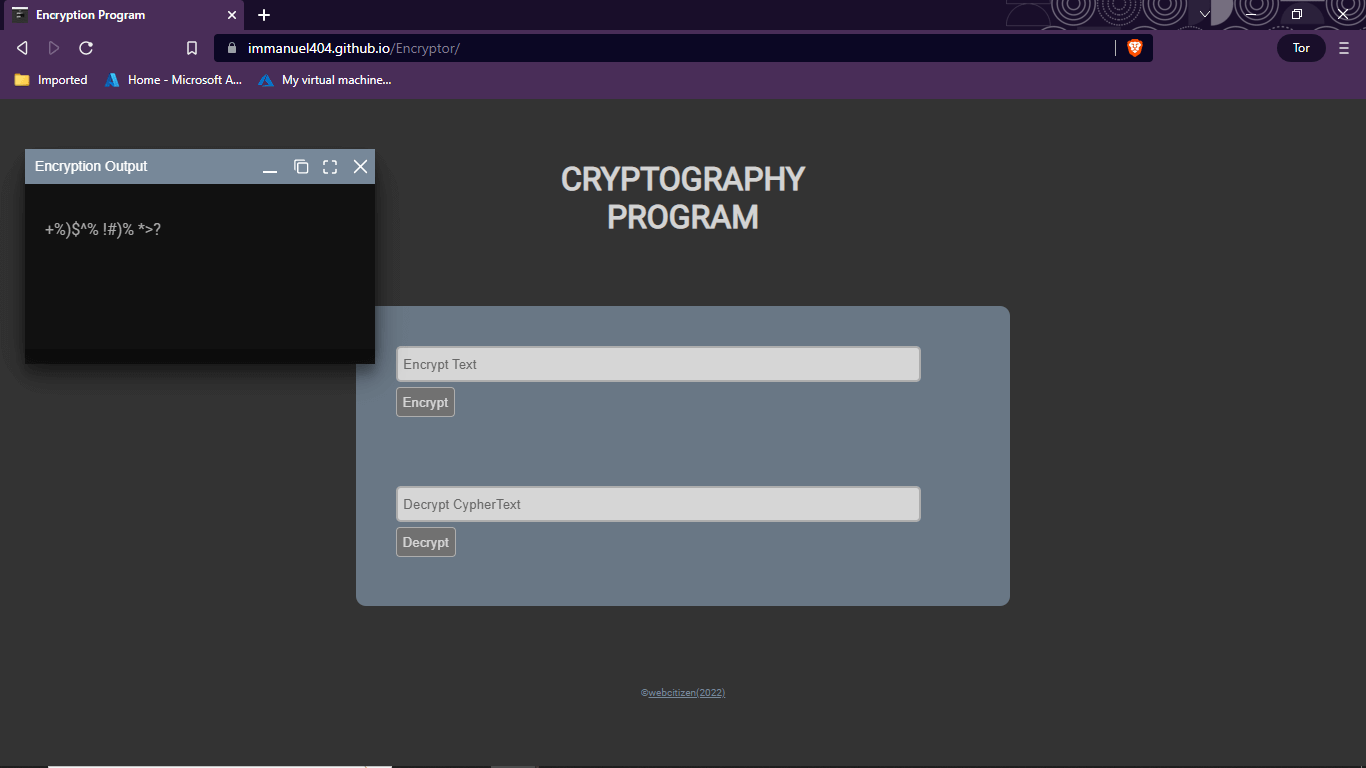 Encryption Program
immanuel404.github.io/Encryptor/
Tor
Imported
Home - Microsoft A...
My virtual machine...
Encryption Output
+%)$^% !#)% *>?
CRYPTOGRAPHY
PROGRAM
Encrypt Text
Encrypt
Decrypt CypherText
Decrypt
©webcitizen(2022)